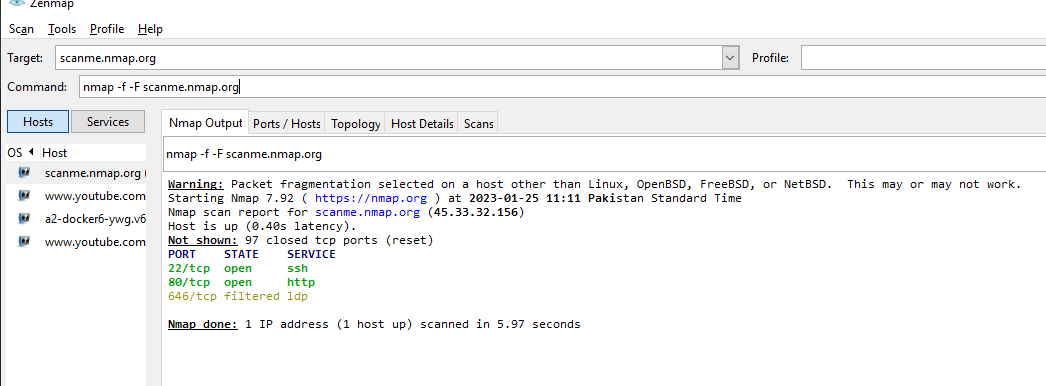 Zenmap
Scan Tools Profile Help
Target: scanme.nmap.org Profile:
Command: nmap -f -F scanme.nmap.org
Hosts Services
Nmap Output Ports / Hosts Topology Host Details Scans
OS Host
scanme.nmap.org (
www.youtube.com
a2-docker6-ywg.v6
www.youtube.com
nmap -f -F scanme.nmap.org
Warning: Packet fragmentation selected on a host other than Linux, OpenBSD, FreeBSD, or NetBSD.  This may or may not work.
Starting Nmap 7.92 ( https://nmap.org ) at 2023-01-25 11:11 Pakistan Standard Time
Nmap scan report for scanme.nmap.org (45.33.32.156)
Host is up (0.40s latency).
Not shown: 97 closed tcp ports (reset)
PORT    STATE    SERVICE
22/tcp  open     ssh
80/tcp  open     http
646/tcp filtered ldp
Nmap done: 1 IP address (1 host up) scanned in 5.97 seconds